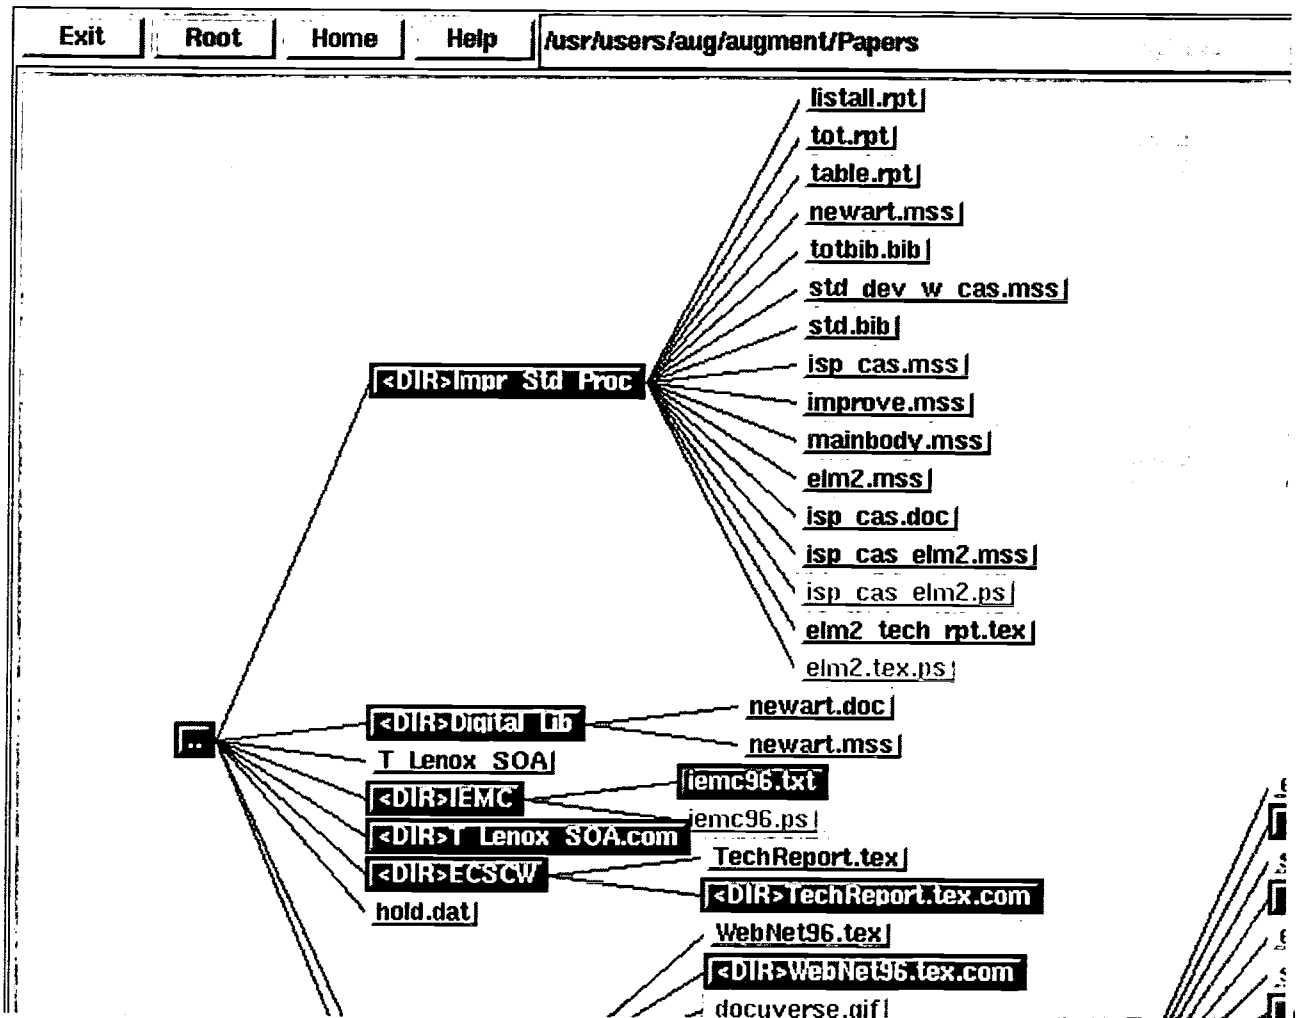 Exit Root Home Help /usr/users/aug/augment/Papers
listall.rpt
tot.rpt
table.rpt
newart.mss
totbib.bib
std dev w cas.mss
std.bib
isp cas.mss
<DIR>Impr Std Proc
improve.mss
mainbody.mss
elm2.mss
isp cas.doc
isp cas elm2.mss
isp cas elm2.ps
elm2 tech rpt.tex
elm2.tex.ps
newart.doc
<DIR>Digital Lib
..
newart.mss
T Lenox SOA
iemc96.txt
<DIR>IEMC
iemc96.ps
<DIR>T Lenox SOA.com
TechReport.tex
<DIR>ECSCW
<DIR>TechReport.tex.com
hold.dat
WebNet96.tex
<DIR>WebNet96.tex.com
docuverse.gif